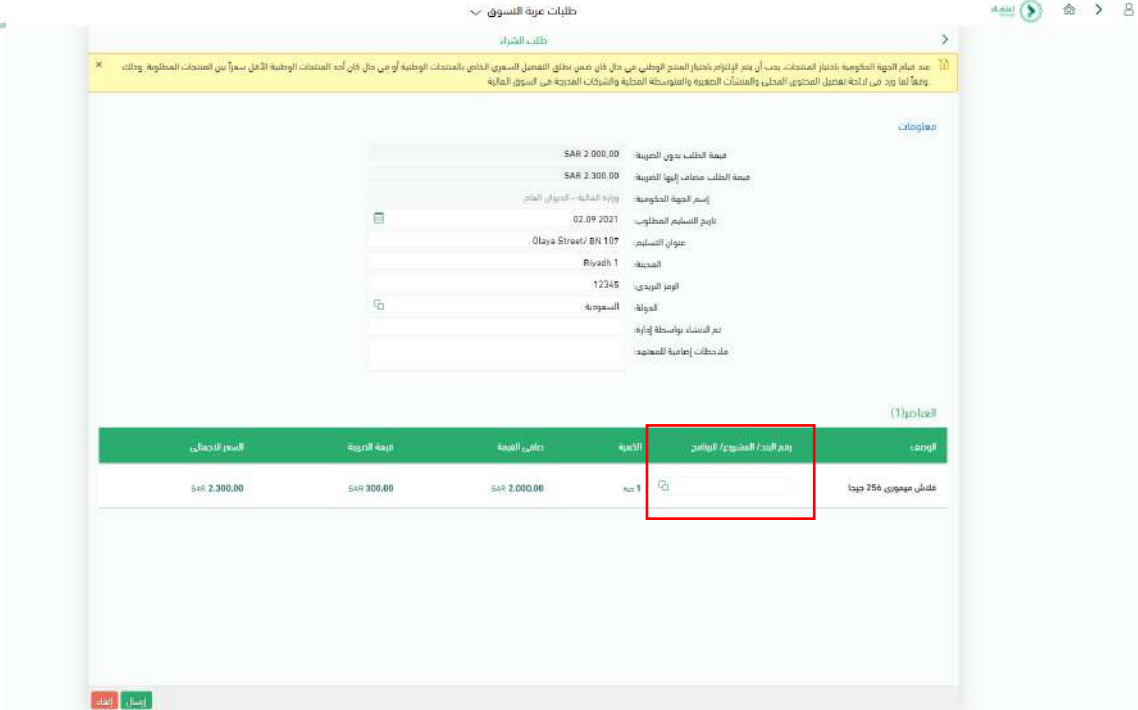 طلبات عربة التسوق
اعتماد
طلب الشراء
عند قيام الجهة الحكومية باختيار المنتجات، يجب أن يتم الإلتزام باختيار المنتج الوطني في حال كان ضمن نطاق التفضيل السعري الخاص بالمنتجات الوطنية أو في حال كان أحد المنتجات الوطنية الأقل سعراً بين المنتجات المطلوبة. وذلك
وفقاً لما ورد في لائحة تفضيل المحتوى المحلي والمنشآت الصغيرة والمتوسطة المحلية والشركات المدرجة في السوق المالية.
معلومات
قيمة الطلب بدون الضريبة: SAR 2.000,00
قيمة الطلب مضاف إليها الضريبة: SAR 2.300,00
إسم الجهة الحكومية: وزارة المالية - الديوان العام
تاريخ التسليم المطلوب: 02.09.2021
عنوان التسليم: Olaya Street/ BN 107
المدينة: Riyadh 1
الرمز البريدي: 12345
الدولة: السعودية
تم الانشاء بواسطة إدارة:
ملاحظات إضافية للمعتمد:
العناصر(1)
الوصف رقم البند/ المشروع/ البرنامج الكمية صافي القيمة قيمة الضريبة السعر الاجمالي
فلاش ميموري 256 جيجا 1 حبة SAR 2.000,00 SAR 300,00 SAR 2.300,00
إرسال إلغاء